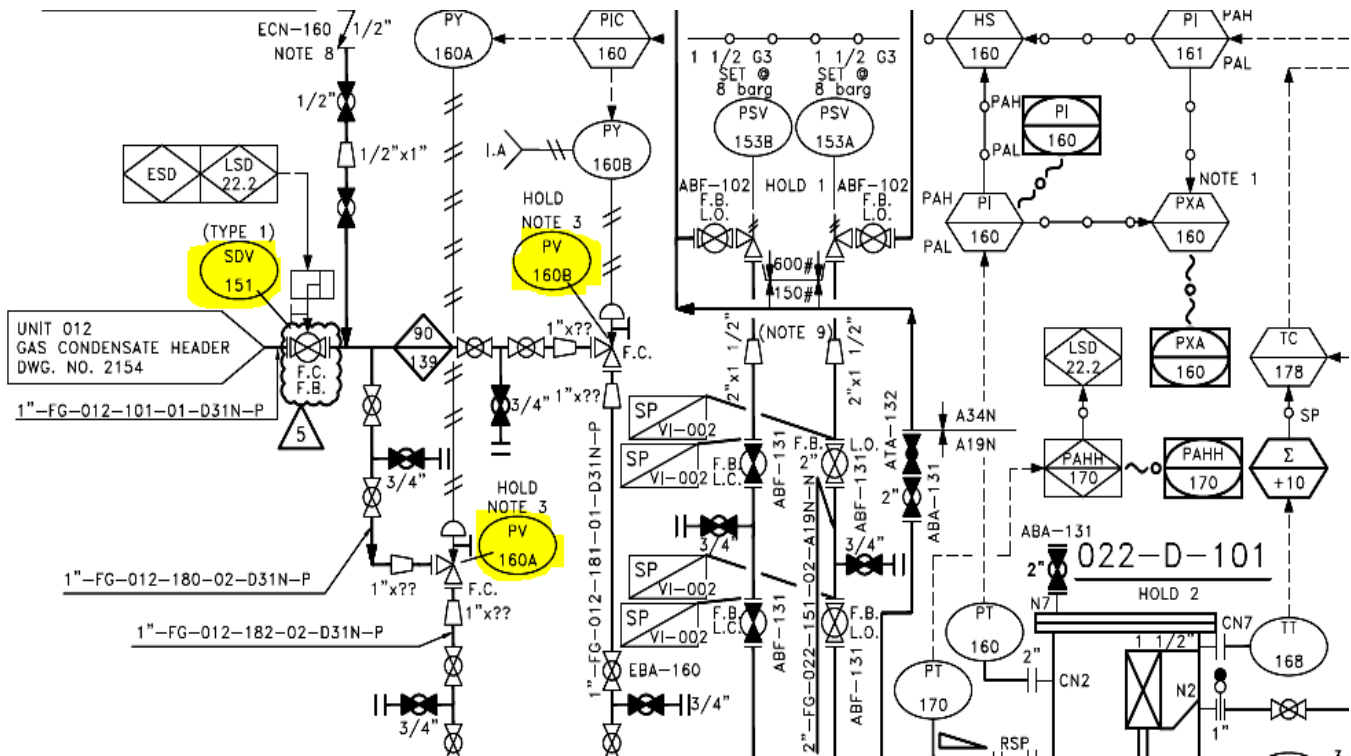 ECN-160
NOTE 8
1/2"
1/2"
1/2"x1"
ESD
LSD
22.2
(TYPE 1)
SDV
151
UNIT 012
GAS CONDENSATE HEADER
DWG. NO. 2154
F.C.
F.B.
5
1"-FG-012-101-01-D31N-P
90
139
3/4"
3/4"
1"-FG-012-180-02-D31N-P
1"-FG-012-182-02-D31N-P
PY
160A
PIC
160
PY
160B
I.A
HOLD
NOTE 3
PV
160B
1"x??
F.C.
1"x??
HOLD
NOTE 3
PV
160A
1"x??
F.C.
1"x??
3/4"
1"-FG-012-181-01-D31N-P
EBA-160
3/4"
1 1/2 G3
SET @
8 barg
PSV
153B
1 1/2 G3
SET @
8 barg
PSV
153A
ABF-102
F.B.
L.O.
HOLD 1
ABF-102
F.B.
L.O.
600#
150#
(NOTE 9)
2"x1 1/2"
2"x1 1/2"
SP
VI-002
SP
VI-002
F.B.
L.C.
ABF-131
F.B.
2"
L.O.
ABF-131
3/4"
3/4"
SP
VI-002
SP
VI-002
F.B.
L.C.
ABF-131
F.B.
L.O.
ABF-131
2"-FG-022-151-02-A19N-N
ATA-132
2"
ABA-131
A34N
A19N
HS
160
PI
161
PAH
PAL
PAH
PAL
PI
160
PAH
PAL
PI
160
NOTE 1
PXA
160
PXA
160
LSD
22.2
PAHH
170
PAHH
170
TC
178
SP
Σ
+10
ABA-131
2"
022-D-101
HOLD 2
N7
CN7
TT
168
1 1/2"
N2
1"
PT
160
2"
CN2
PT
170
RSP